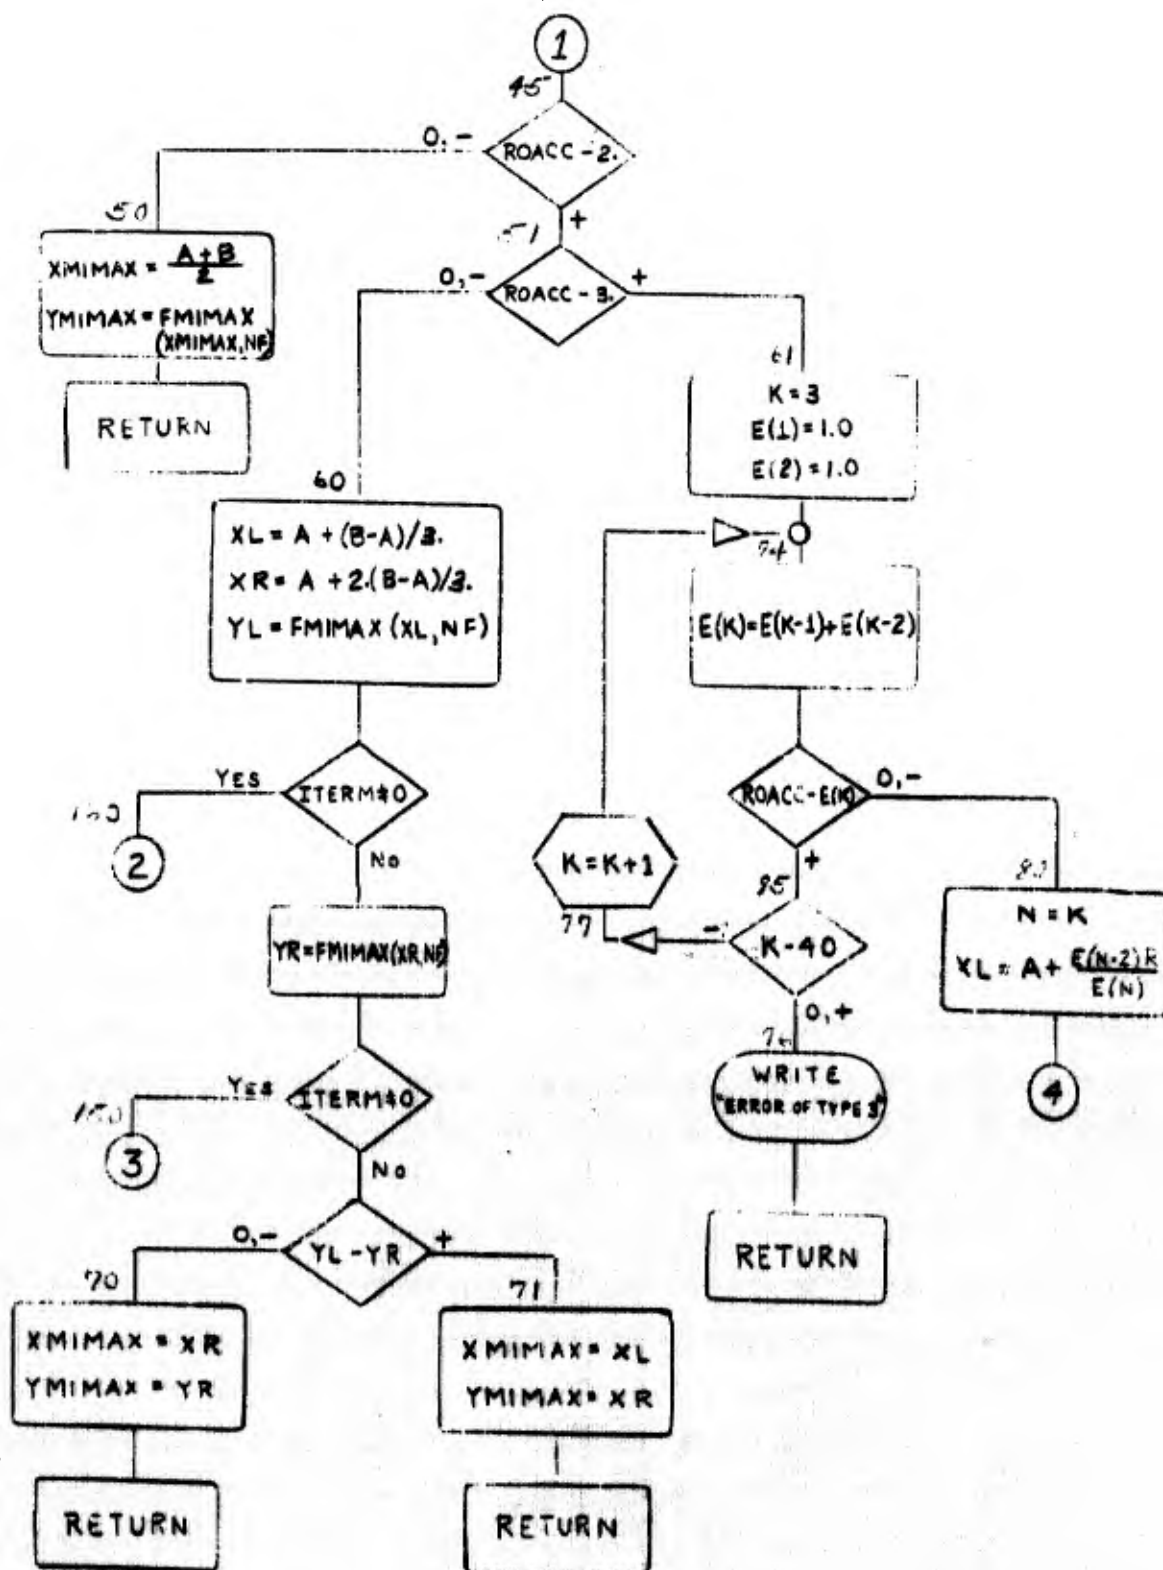 1
45
ROACC-2.
0,-
+
50
51
XMIMAX = A+B
2
YMIMAX = FMIMAX
(XMIMAX, NF)
RETURN
ROACC-3.
0,-
+
60
61
XL = A + (B-A)/3.
XR = A + 2.(B-A)/3.
YL = FMIMAX (XL, NF)
K = 3
E(1) = 1.0
E(2) = 1.0
E(K)=E(K-1)+E(K-2)
ITERM≠0
YES
2
NO
ROACC-E(K)
0,-
+
K=K+1
77
-
K-40
0,+
N = K
XL = A + E(N-2)R
E(N)
4
YR=FMIMAX(XR,NF)
WRITE
"ERROR OF TYPE 3"
RETURN
ITERM≠0
YES
3
NO
YL-YR
0,-
+
70
71
XMIMAX = XR
YMIMAX = YR
XMIMAX = XL
YMIMAX = XR
RETURN
RETURN